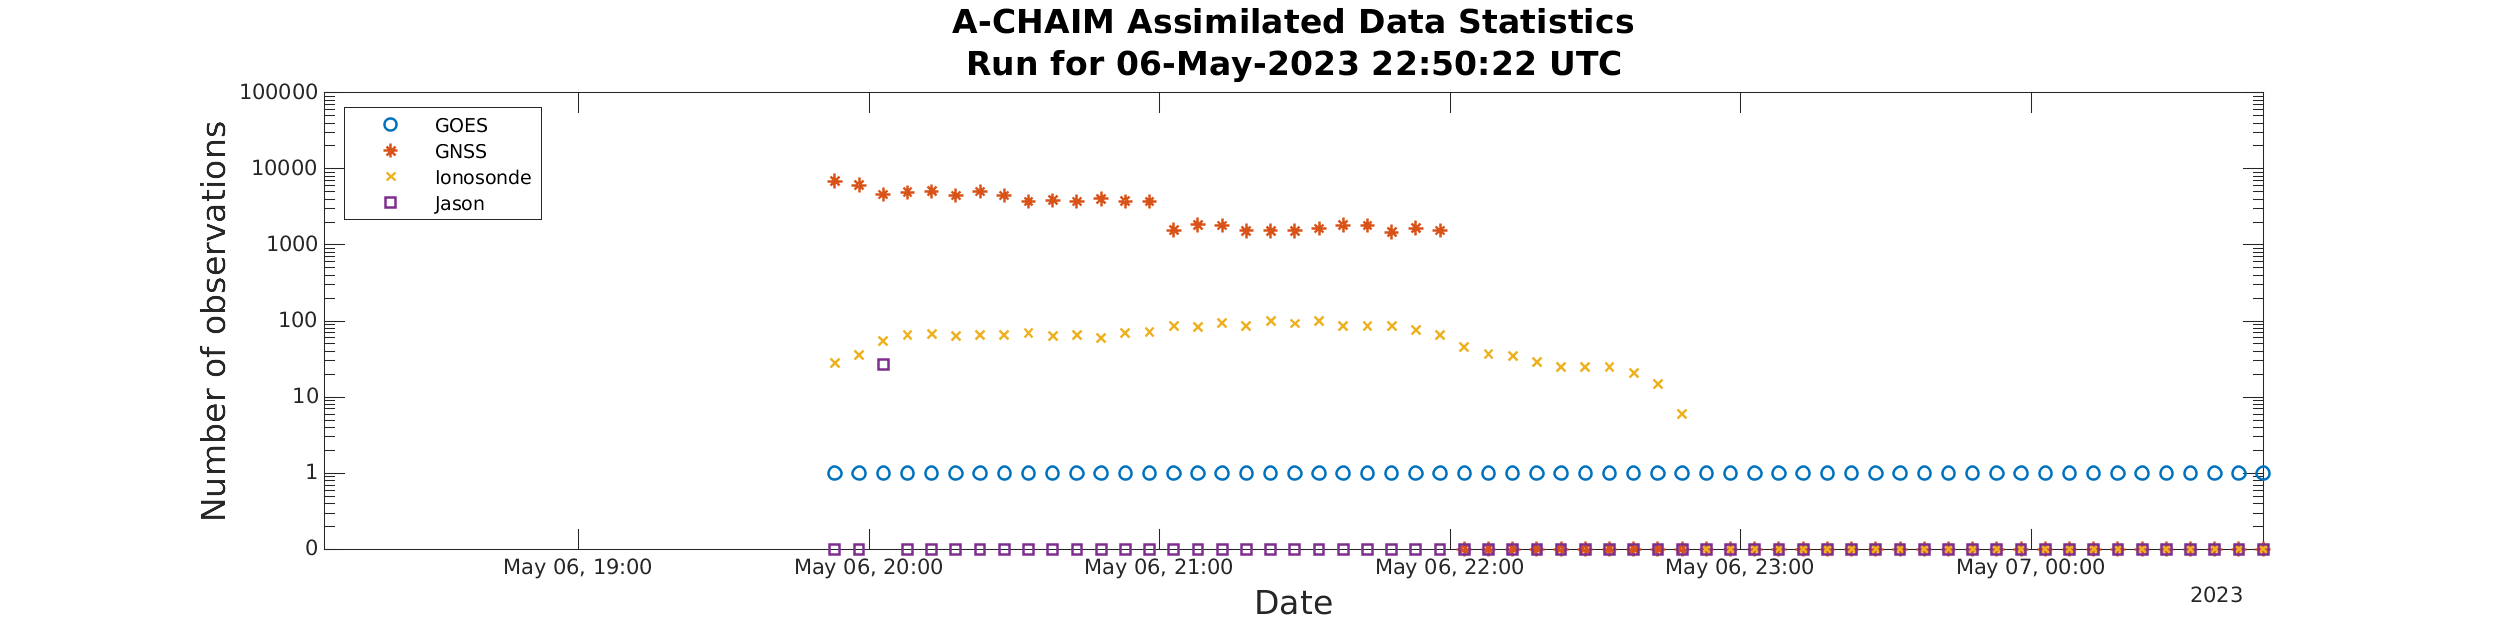 A-CHAIM Assimilated Data Statistics
Run for 06-May-2023 22:50:22 UTC
Number of observations
100000
10000
1000
100
10
1
0
GOES
GNSS
Ionosonde
Jason
May 06, 19:00
May 06, 20:00
May 06, 21:00
May 06, 22:00
May 06, 23:00
May 07, 00:00
2023
Date